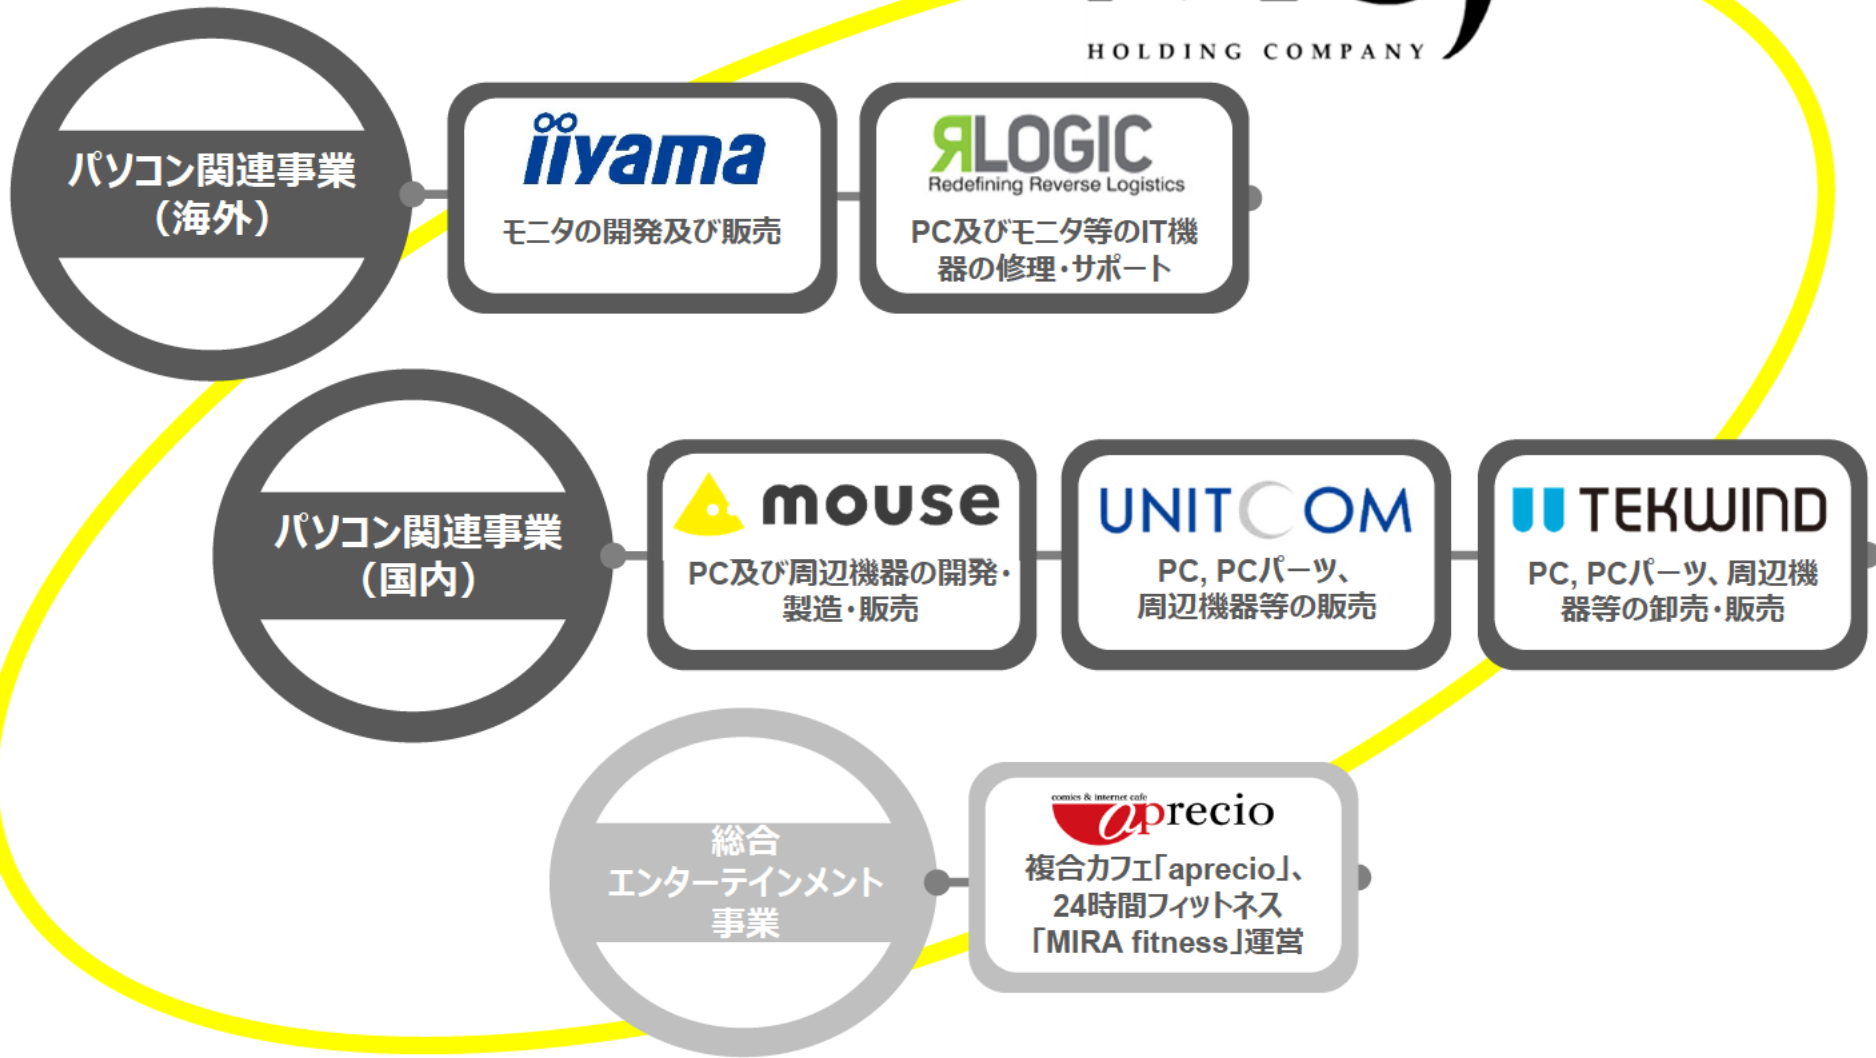 HOLDING COMPANY
パソコン関連事業
（海外）
iiyama
モニタの開発及び販売
RLOGIC
Redefining Reverse Logistics
PC及びモニタ等のIT機
器の修理・サポート
パソコン関連事業
（国内）
mouse
PC及び周辺機器の開発・
製造・販売
UNITCOM
PC, PCパーツ、
周辺機器等の販売
TEKWIND
PC, PCパーツ、周辺機
器等の卸売・販売
総合
エンターテインメント
事業
comics & internet cafe
aprecio
複合カフェ「aprecio」、
24時間フィットネス
「MIRA fitness」運営